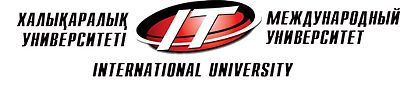 ХАЛЫҚАРАЛЫҚ
УНИВЕРСИТЕТІ
IT
МЕЖДУНАРОДНЫЙ
УНИВЕРСИТЕТ
INTERNATIONAL UNIVERSITY